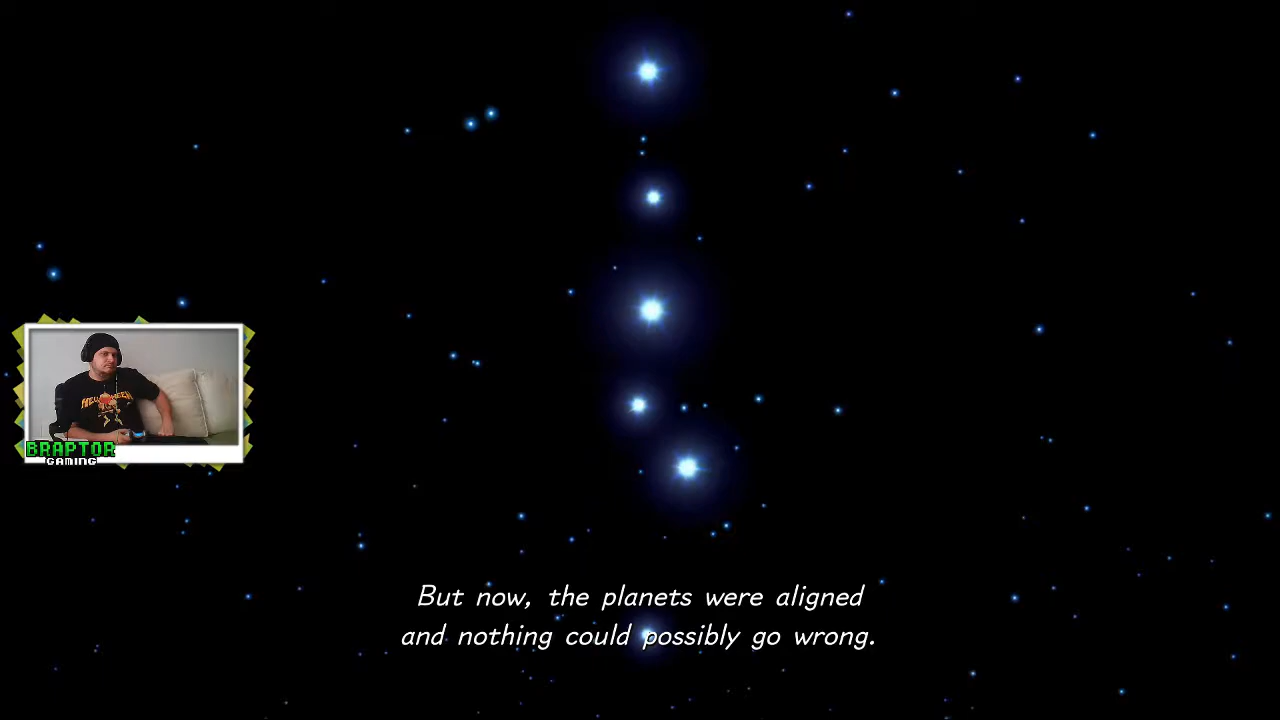 BRAPTOR
GAMING
But now, the planets were aligned
and nothing could possibly go wrong.